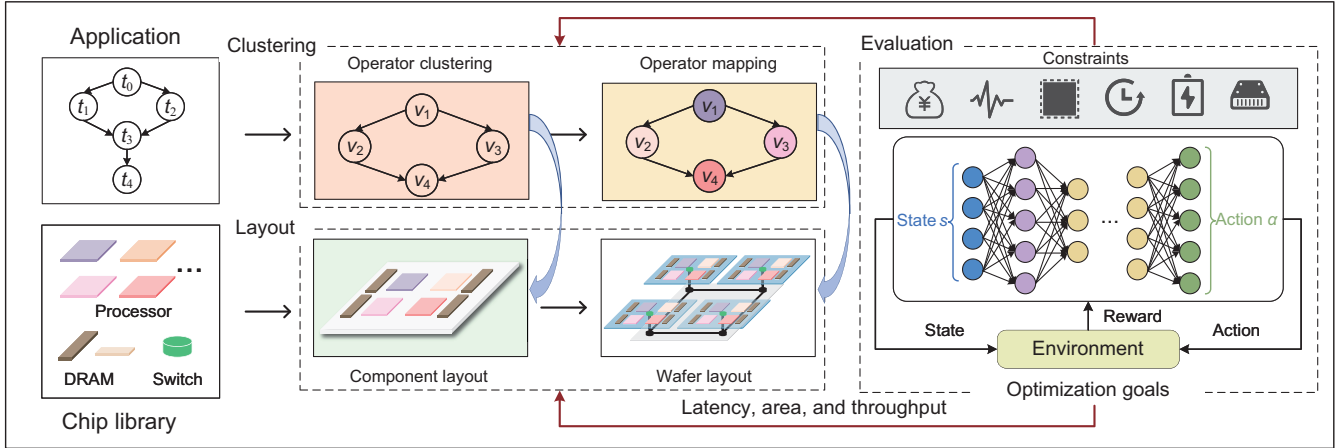 Application
t0
t1
t2
t3
t4
Processor
...
DRAM
Switch
Chip library
Clustering
Operator clustering
v1
v2
v3
v4
Operator mapping
v1
v2
v3
v4
Layout
Component layout
Wafer layout
Latency, area, and throughput
Evaluation
Constraints
¥
State s
...
Action α
State
Reward
Action
Environment
Optimization goals